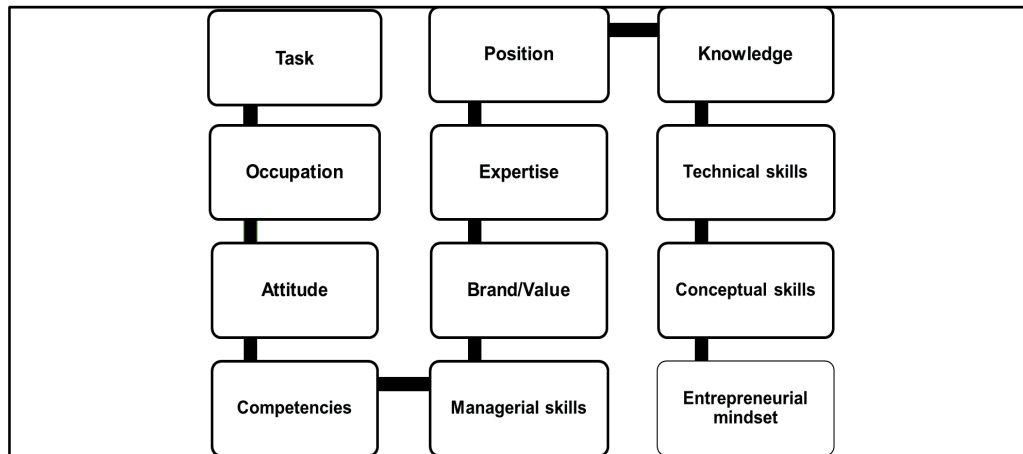 Task
Occupation
Attitude
Competencies
Managerial skills
Brand/Value
Expertise
Position
Knowledge
Technical skills
Conceptual skills
Entrepreneurial
mindset